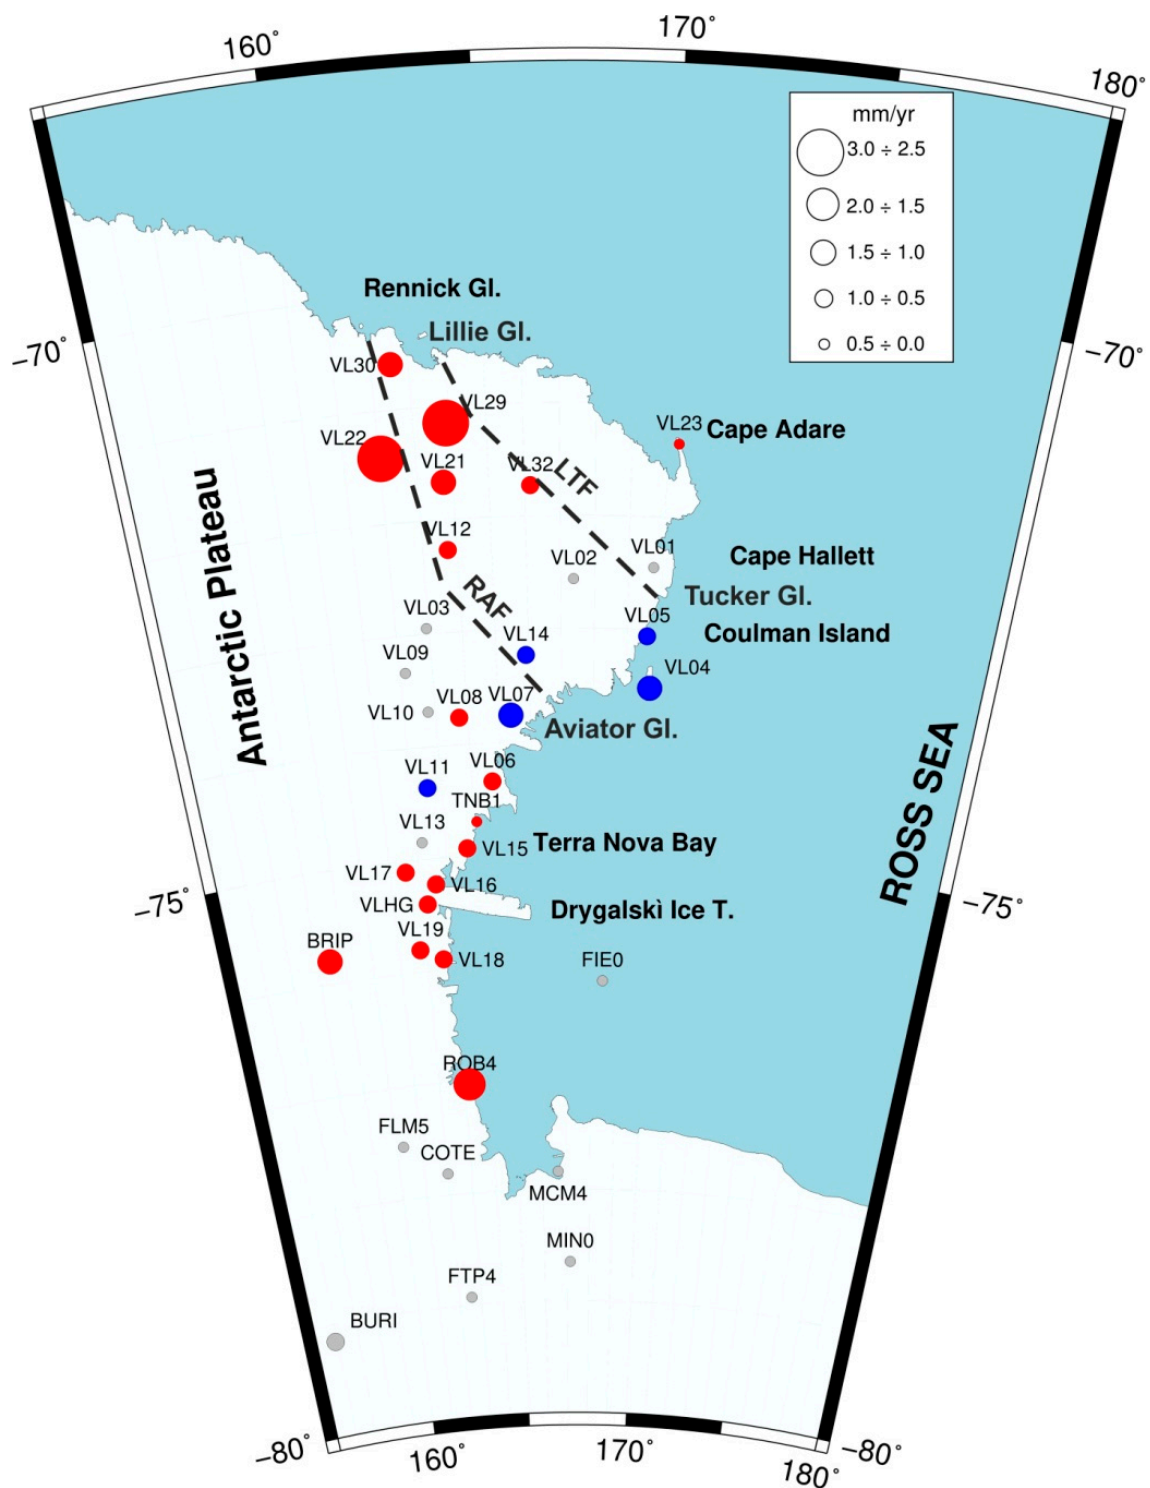 160°
170°
180°
mm/yr
3.0 ÷ 2.5
2.0 ÷ 1.5
1.5 ÷ 1.0
1.0 ÷ 0.5
0.5 ÷ 0.0
Rennick Gl.
Lillie Gl.
−70°
−70°
VL30
VL29
VL23
Cape Adare
VL22
VL21
VL32
LTF
VL12
VL02
VL01
Cape Hallett
Antarctic Plateau
RAF
Tucker Gl.
VL03
VL05
Coulman Island
VL14
VL09
VL04
VL08
VL07
VL10
Aviator Gl.
VL06
VL11
TNB1
VL13
VL15
Terra Nova Bay
ROSS SEA
VL17
VL16
VLHG
−75°
−75°
Drygalskì Ice T.
VL19
BRIP
VL18
FIE0
ROB4
FLM5
COTE
MCM4
MIN0
FTP4
BURI
−80°
160°
170°
180°
−80°